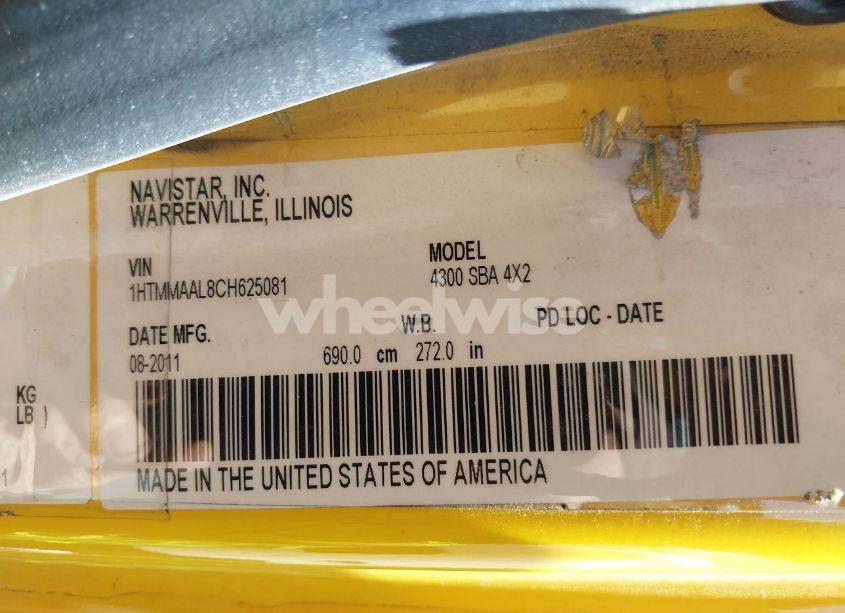 NAVISTAR, INC.
WARRENVILLE, ILLINOIS
VIN
1HTMMAAL8CH625081
MODEL
4300 SBA 4X2
DATE MFG.
08-2011
W.B.
690.0 cm 272.0 in
PD LOC - DATE
KG
LB )
1
MADE IN THE UNITED STATES OF AMERICA
wheelwise